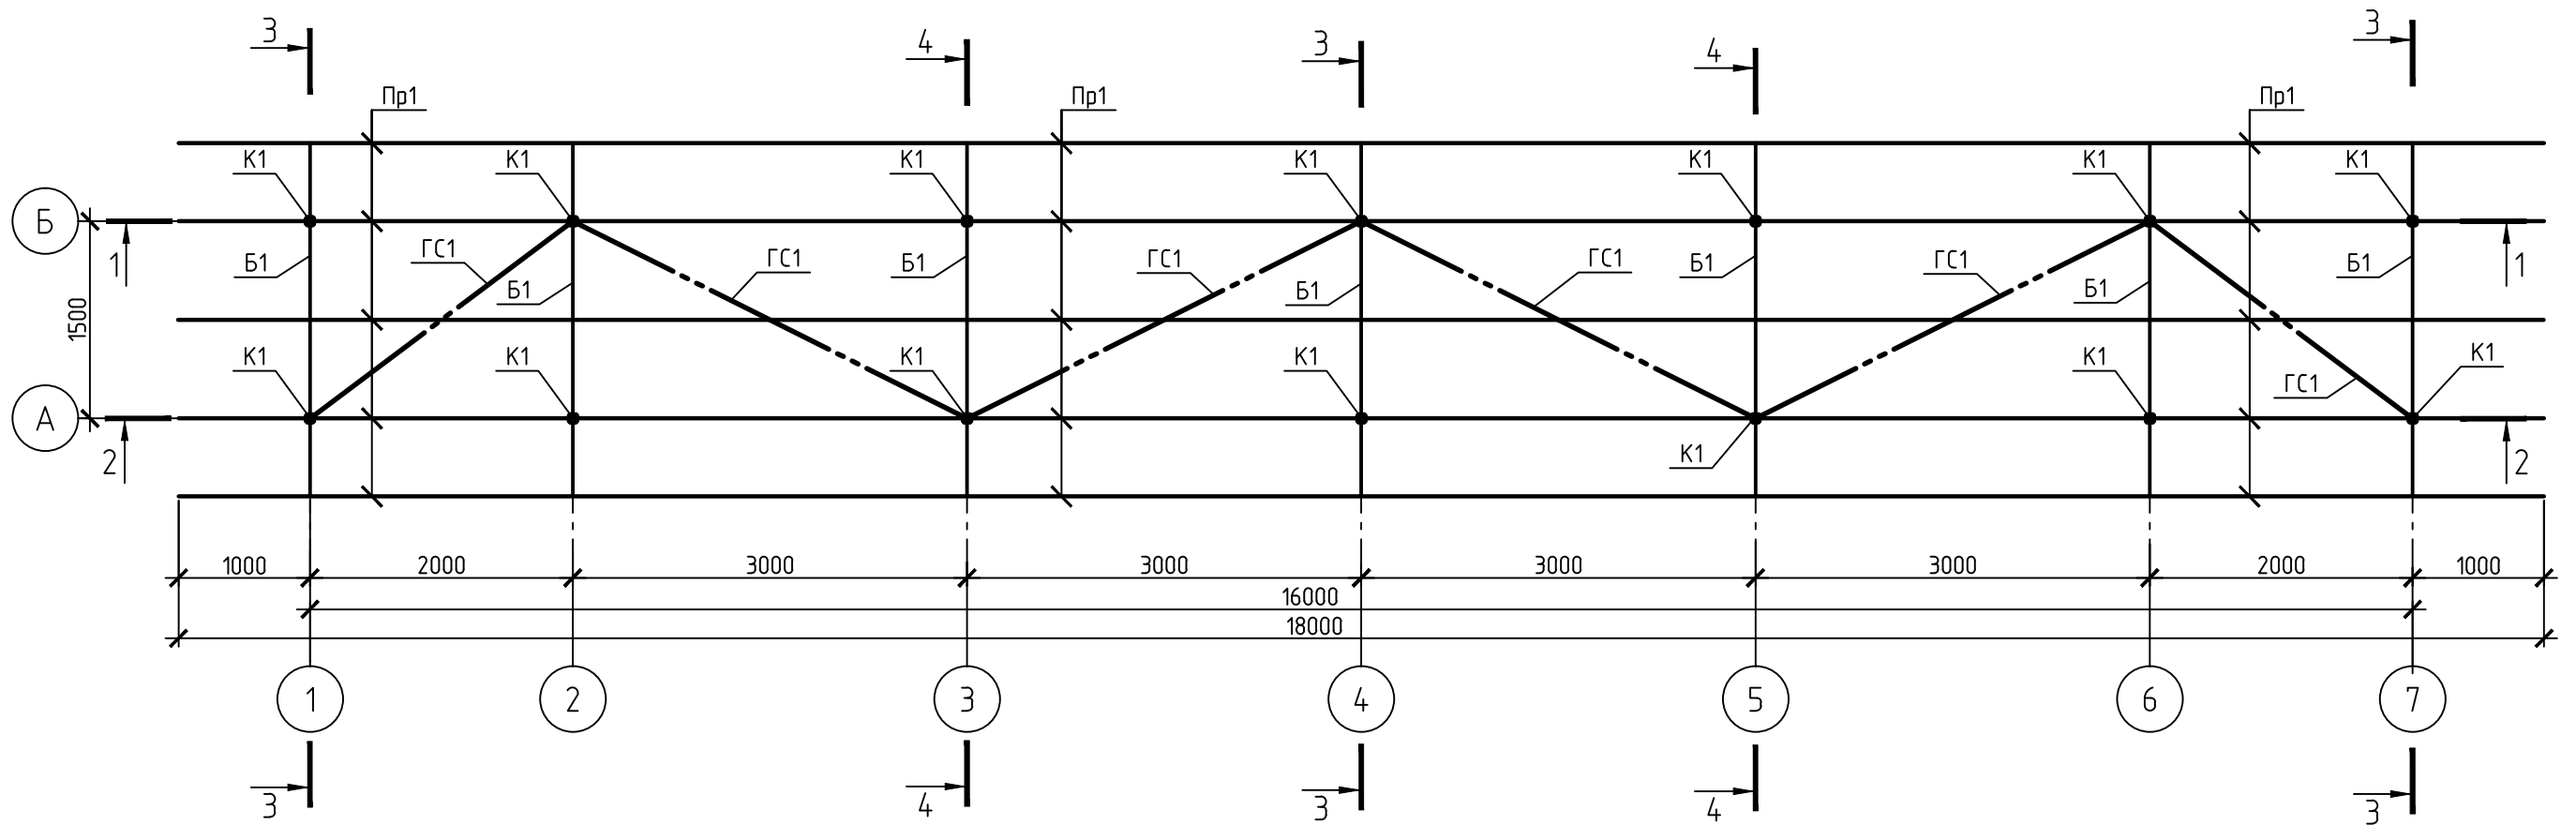 3 4 3 4 3
Пр1 Пр1 Пр1
К1 К1 К1 К1 К1 К1 К1
Б
1 Б1 ГС1 Б1 ГС1 Б1 ГС1 Б1 ГС1 Б1 ГС1 Б1 Б1 1
1500
К1 К1 К1 К1 К1 К1
ГС1
А
2 К1 2
1000 2000 3000 3000 3000 3000 2000 1000
16000
18000
1 2 3 4 5 6 7
3 4 3 4 3